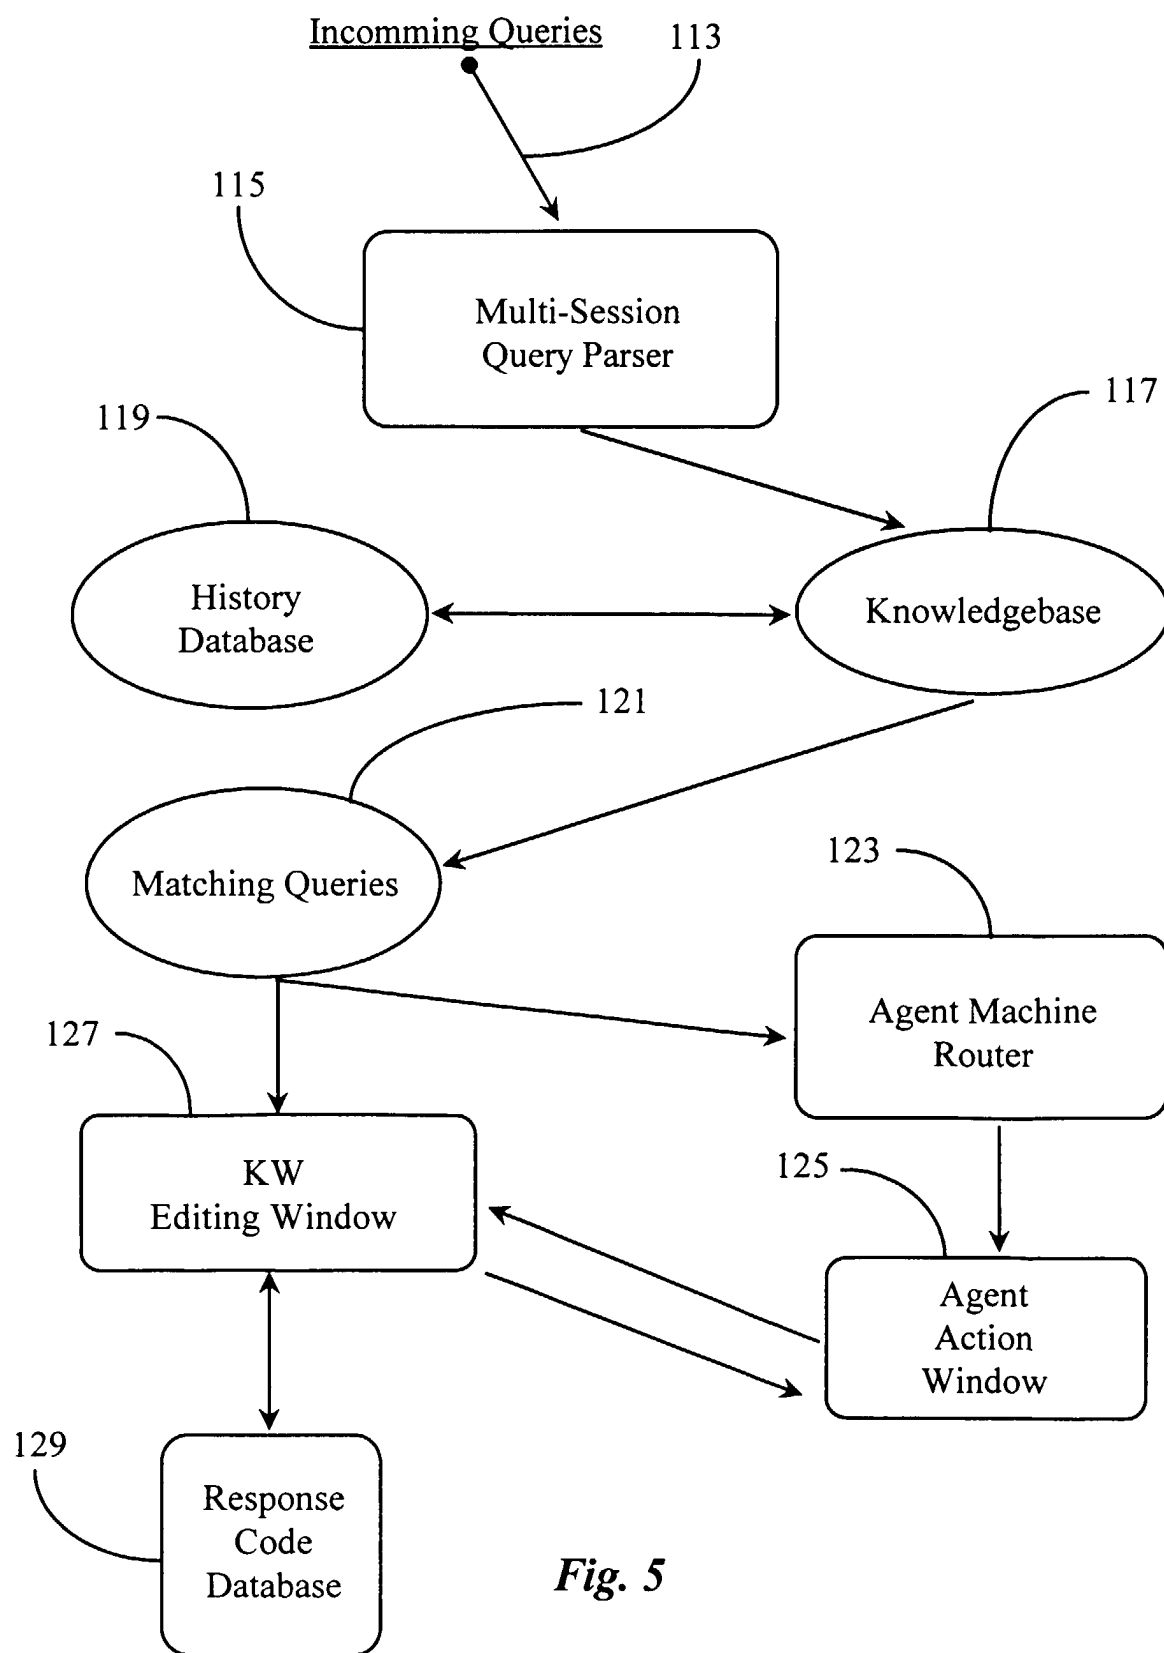 Incomming Queries
113
115
Multi-Session
Query Parser
117
119
History
Database
Knowledgebase
121
Matching Queries
123
Agent Machine
Router
127
KW
Editing Window
125
Agent
Action
Window
129
Response
Code
Database
Fig. 5